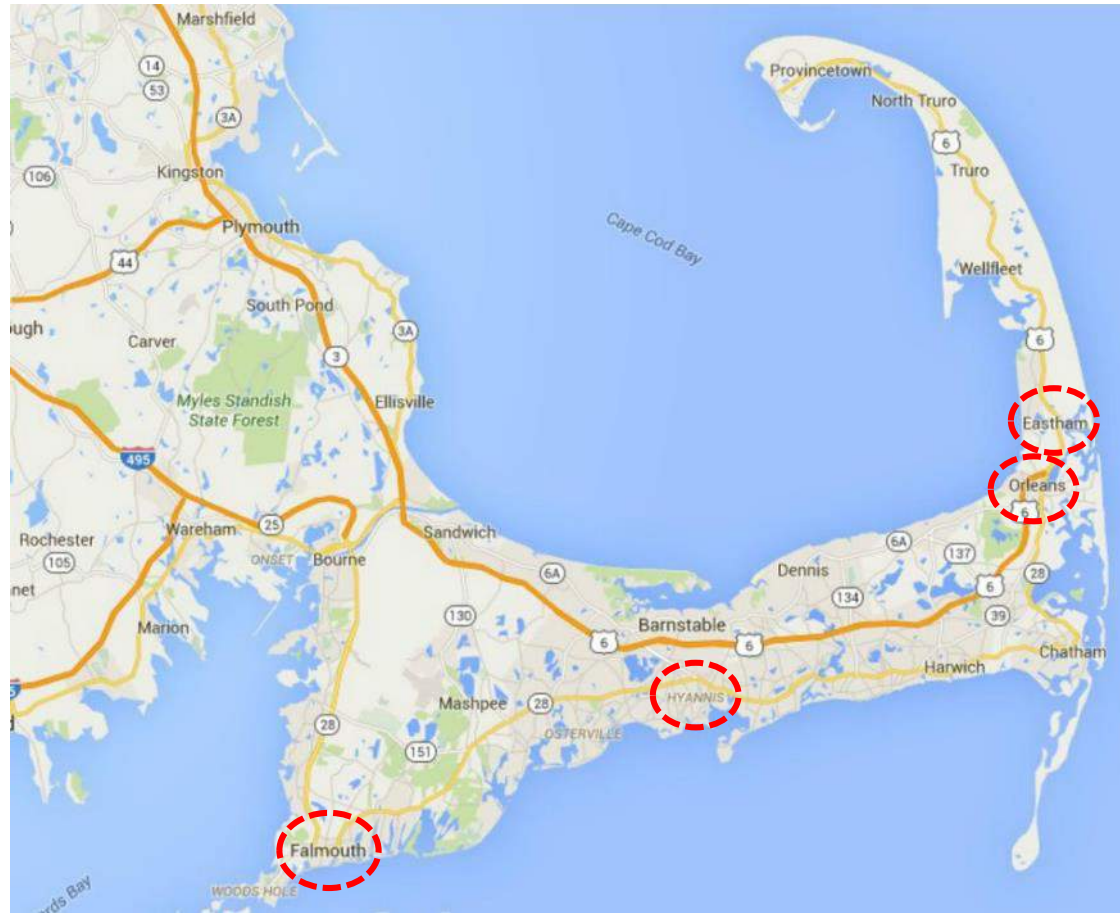 Marshfield
14
53
3A
Provincetown
North Truro
6
Kingston
106
Truro
Plymouth
Cape Cod Bay
44
Wellfleet
South Pond
ugh
3A
Carver
3
6
Myles Standish
State Forest
Ellisville
Eastham
495
Orleans
6
Wareham
25
Sandwich
Rochester
105
ONSET
Bourne
6A
137
net
6A
Dennis
28
6
134
130
39
Marion
Barnstable
6
6
Chatham
Harwich
HYANNIS
Mashpee
28
5
d
28
OSTERVILLE
151
Falmouth
WOODS HOLE
rds Bay